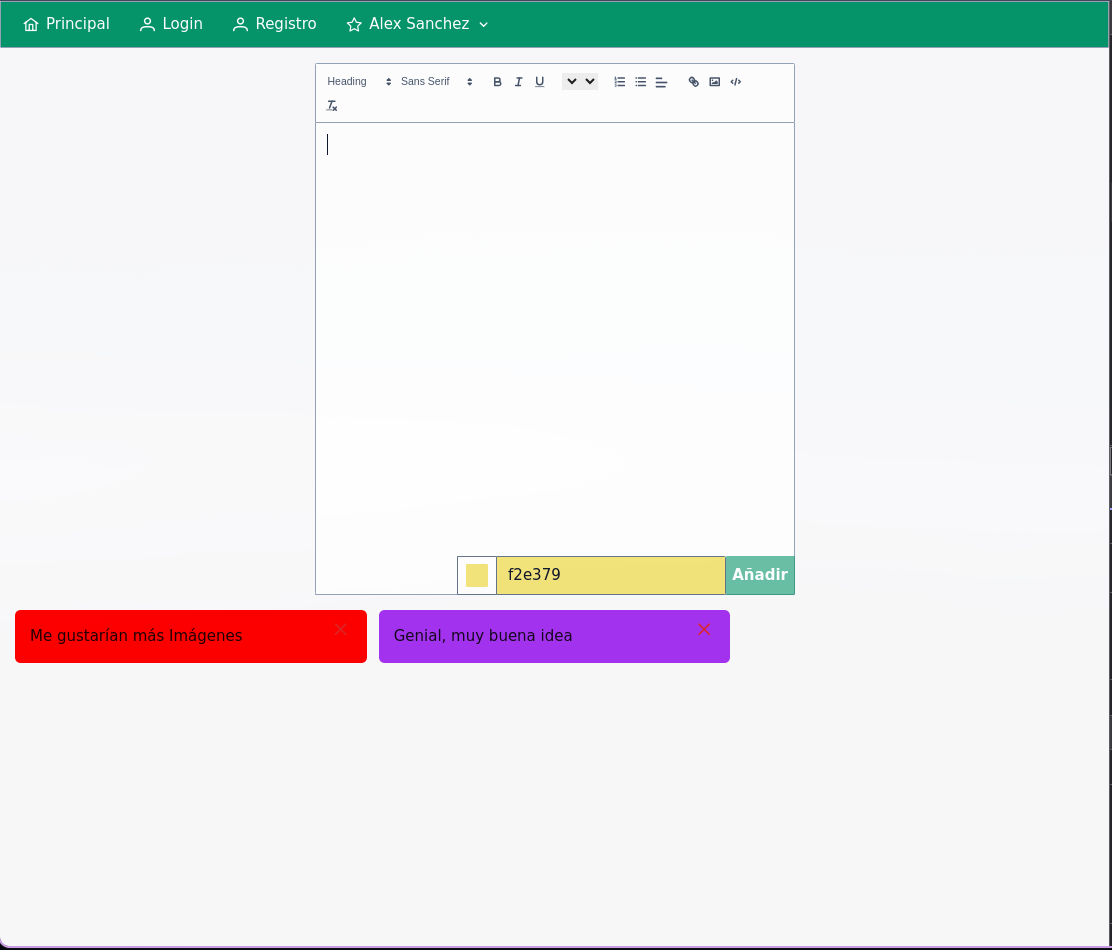 Principal Login Registro Alex Sanchez
Heading Sans Serif B I U
f2e379 Añadir
Me gustarían más Imágenes Genial, muy buena idea